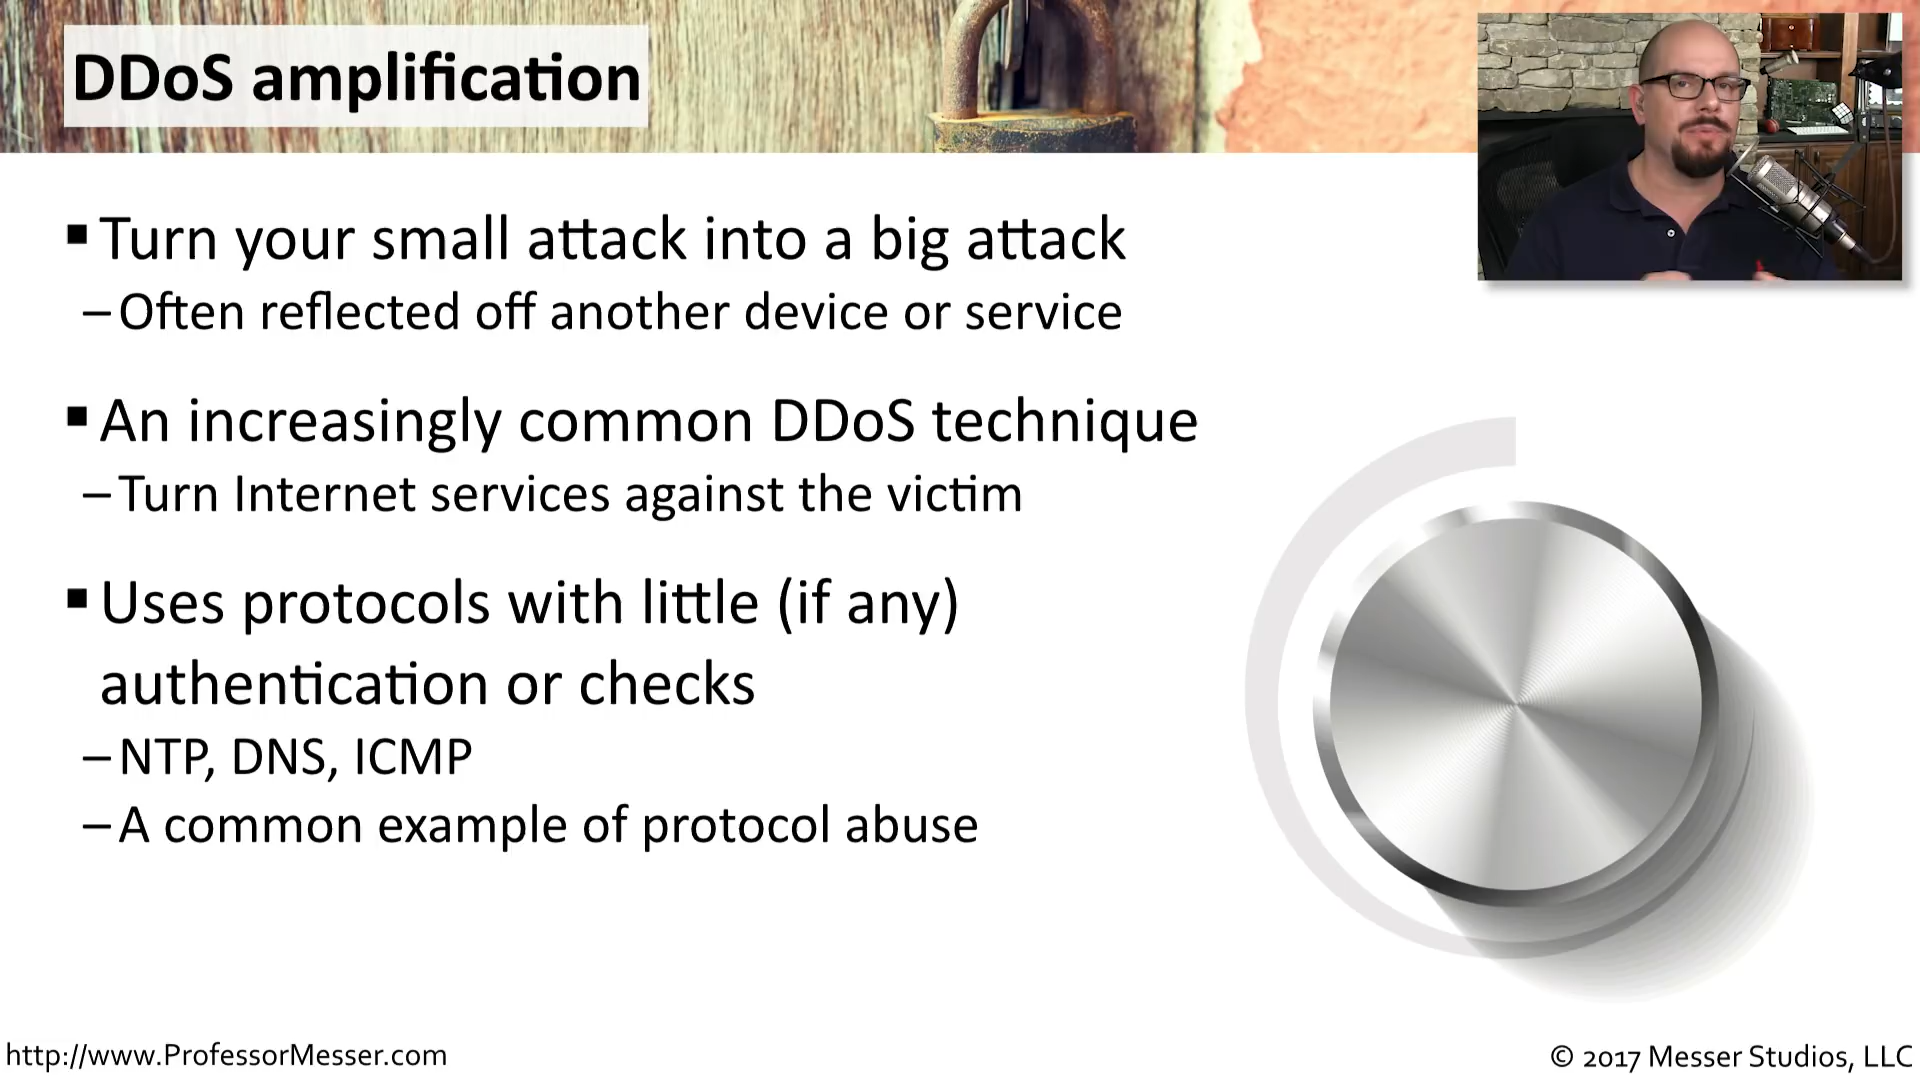 DDoS amplification
▪ Turn your small attack into a big attack
– Often reflected off another device or service
▪ An increasingly common DDoS technique
– Turn Internet services against the victim
▪ Uses protocols with little (if any)
authentication or checks
– NTP, DNS, ICMP
– A common example of protocol abuse
http://www.ProfessorMesser.com
© 2017 Messer Studios, LLC